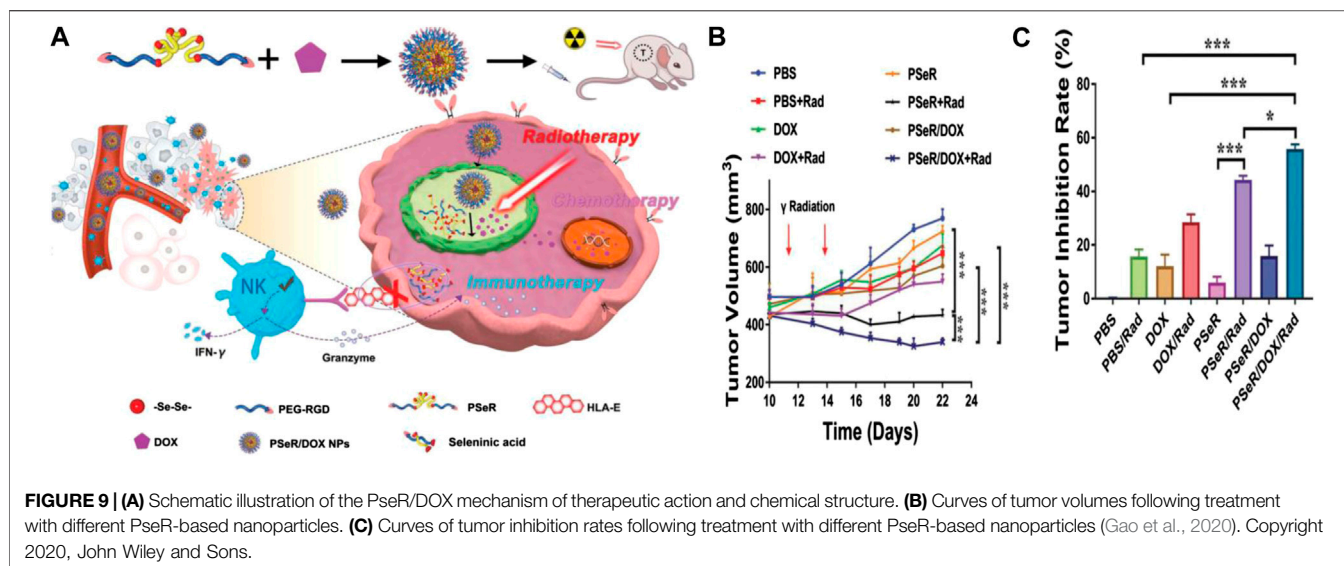 A
T
Radiotherapy
Chemotherapy
Immunotherapy
NK
IFN-γ
Granzyme
-Se-Se-
PEG-RGD
PSeR
HLA-E
DOX
PSeR/DOX NPs
Seleninic acid
B
PBS
PSeR
PBS+Rad
PSeR+Rad
DOX
PSeR/DOX
DOX+Rad
PSeR/DOX+Rad
Tumor Volume (mm³)
800
600
400
200
γ Radiation
***
***
***
***
10 12 14 16 18 20 22 24
Time (Days)
C
Tumor Inhibition Rate (%)
80
60
40
20
0
***
***
*
***
PBS
PBS/Rad
DOX
DOX/Rad
PSeR
PSeR/Rad
PSeR/DOX
PSeR/DOX/Rad
FIGURE 9 | (A) Schematic illustration of the PseR/DOX mechanism of therapeutic action and chemical structure. (B) Curves of tumor volumes following treatment
with different PseR-based nanoparticles. (C) Curves of tumor inhibition rates following treatment with different PseR-based nanoparticles (Gao et al., 2020). Copyright
2020, John Wiley and Sons.